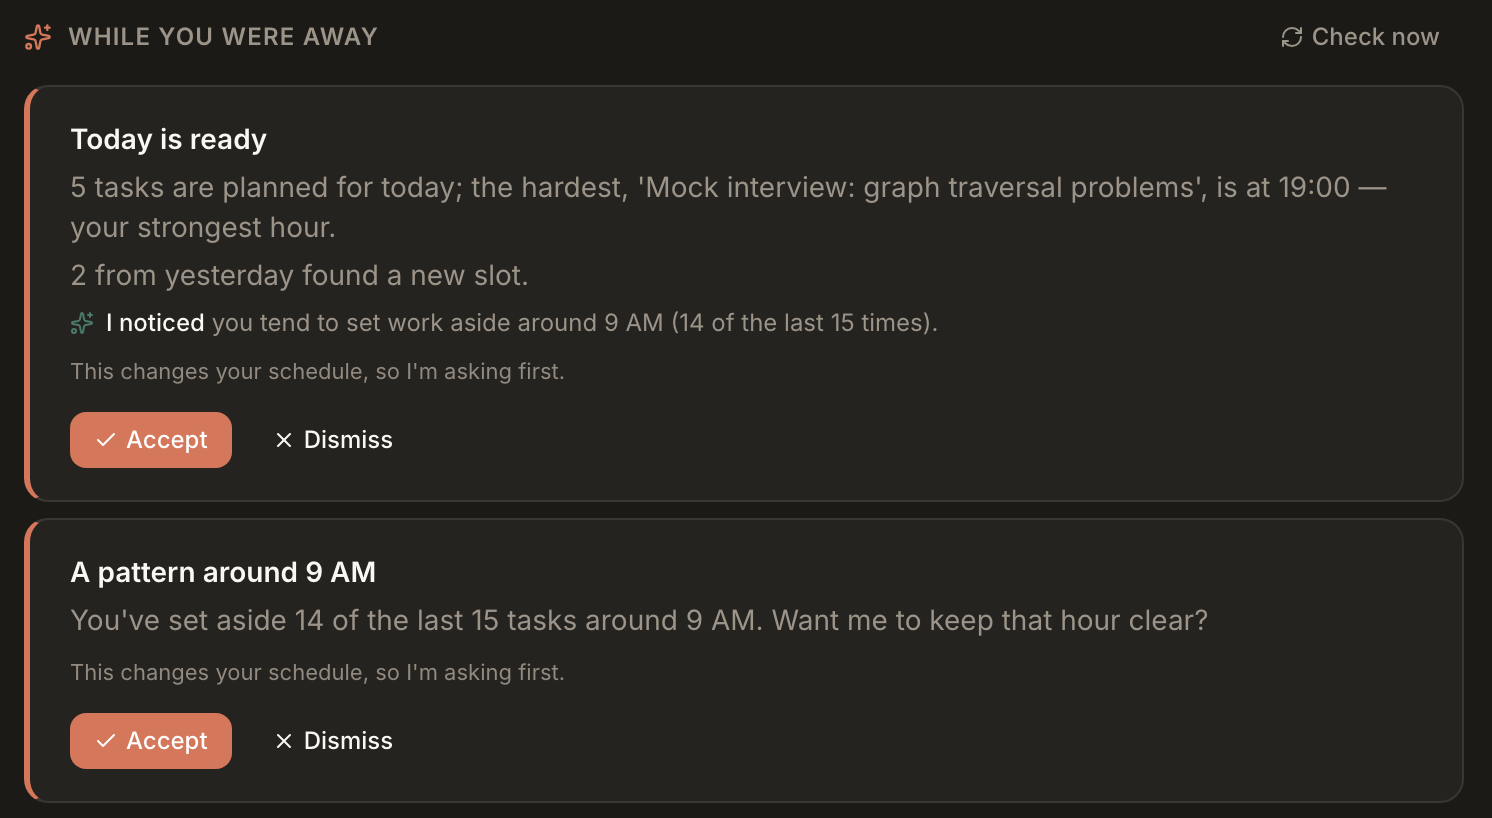 WHILE YOU WERE AWAY
Check now
Today is ready
5 tasks are planned for today; the hardest, 'Mock interview: graph traversal problems', is at 19:00 —
your strongest hour.
2 from yesterday found a new slot.
I noticed you tend to set work aside around 9 AM (14 of the last 15 times).
This changes your schedule, so I'm asking first.
Accept
Dismiss
A pattern around 9 AM
You've set aside 14 of the last 15 tasks around 9 AM. Want me to keep that hour clear?
This changes your schedule, so I'm asking first.
Accept
Dismiss